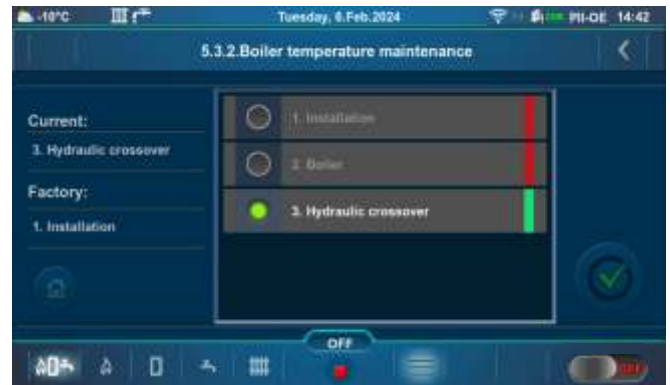 -10°C
Tuesday, 6.Feb.2024
PII-OE 14:42
5.3.2.Boiler temperature maintenance
Current:
3. Hydraulic crossover
Factory:
1. Installation
1. Installation
2. Boiler
3. Hydraulic crossover
OFF
OFF